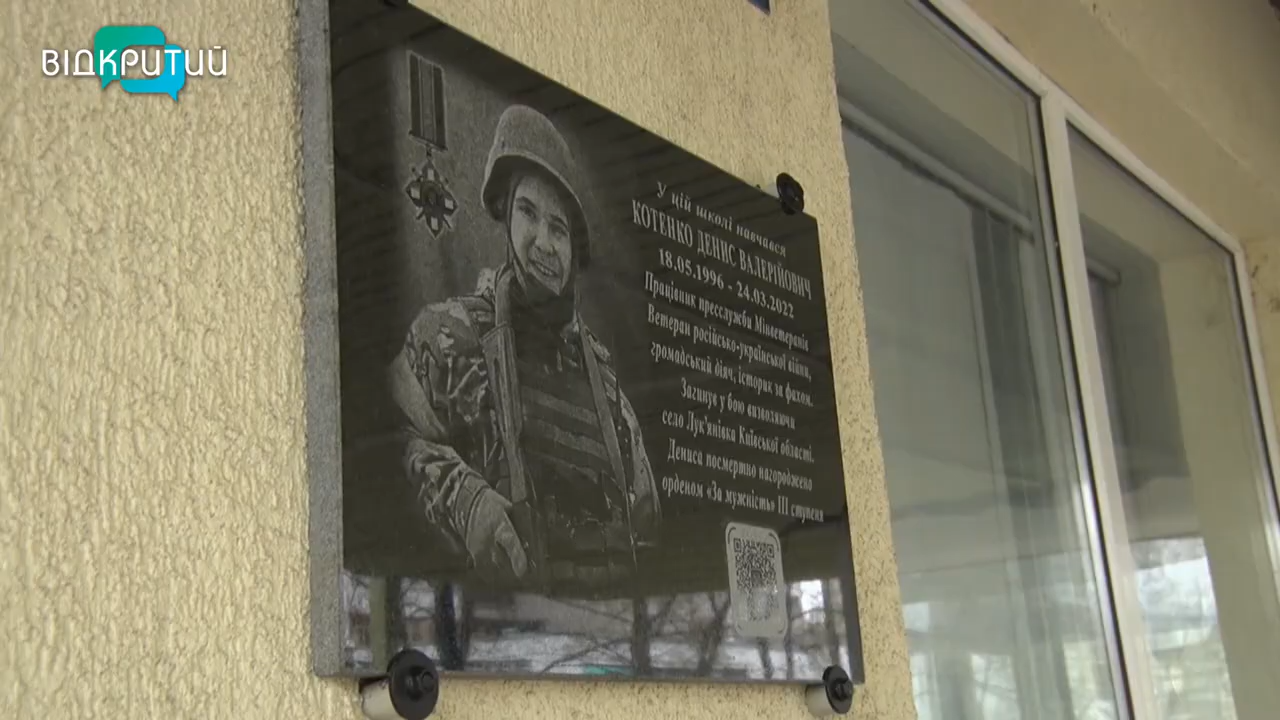 ВІДКРИТИЙ
У цій школі навчався
КОТЕНКО ДЕНИС ВАЛЕРІЙОВИЧ
18.05.1996 - 24.03.2022
Працівник пресслужби Мінветеранів
Ветеран російсько-української війни,
громадський діяч, історик за фахом.
Загинув у бою визволяючи
село Лук'янівка Київської області.
Дениса посмертно нагороджено
орденом «За мужність» III ступеня